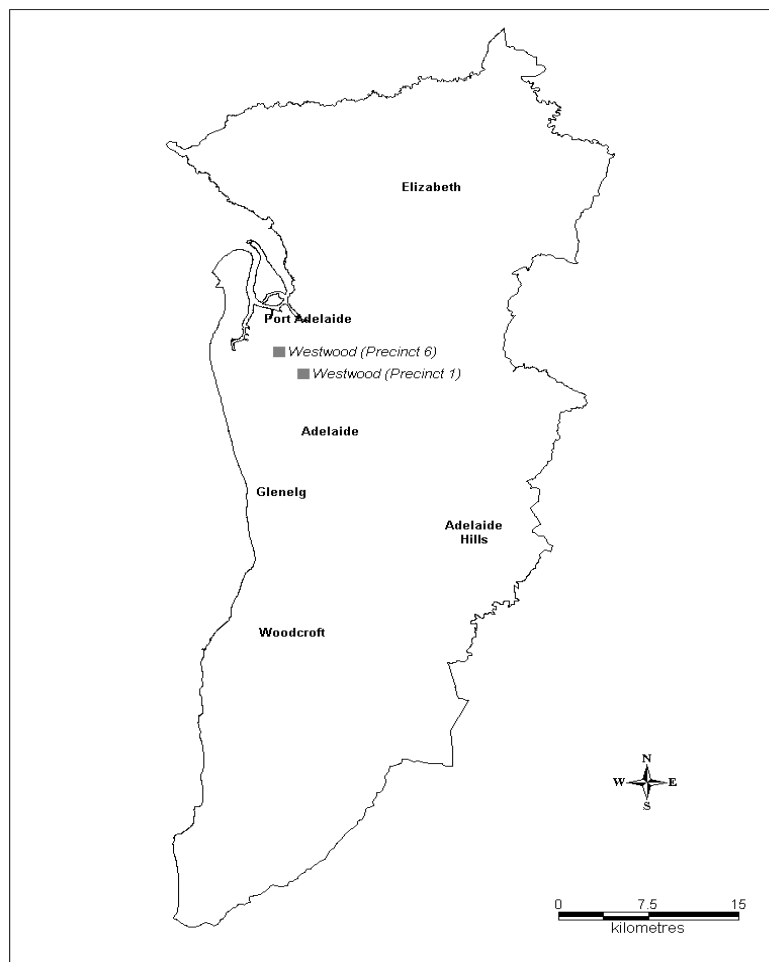 Elizabeth
Port Adelaide
Westwood (Precinct 6)
Westwood (Precinct 1)
Adelaide
Glenelg
Adelaide
Hills
Woodcroft
N
W E
S
0 7.5 15
kilometres